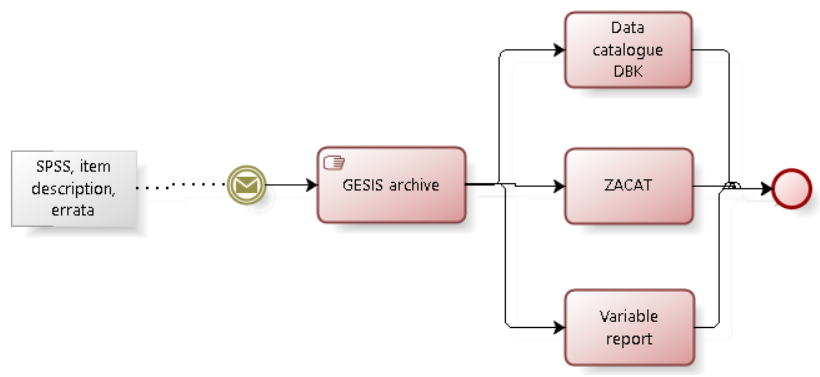 SPSS, item
description,
errata
GESIS archive
Data
catalogue
DBK
ZACAT
Variable
report